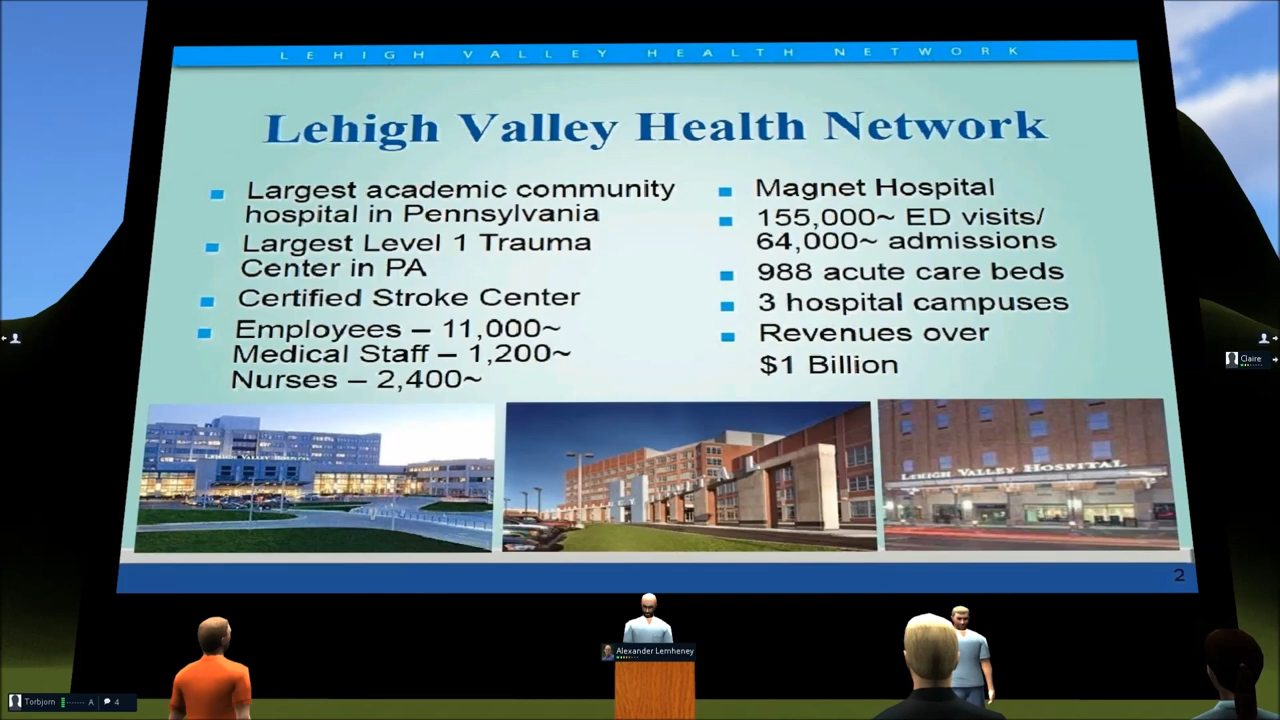 LEHIGH VALLEY HEALTH NETWORK
Lehigh Valley Health Network
Largest academic community
hospital in Pennsylvania
Largest Level 1 Trauma
Center in PA
Certified Stroke Center
Employees – 11,000~
Medical Staff – 1,200~
Nurses – 2,400~
Magnet Hospital
155,000~ ED visits/
64,000~ admissions
988 acute care beds
3 hospital campuses
Revenues over
$1 Billion
LEHIGH VALLEY HOSPITAL
2
Claire
Alexander Lemheney
Torbjorn A 4